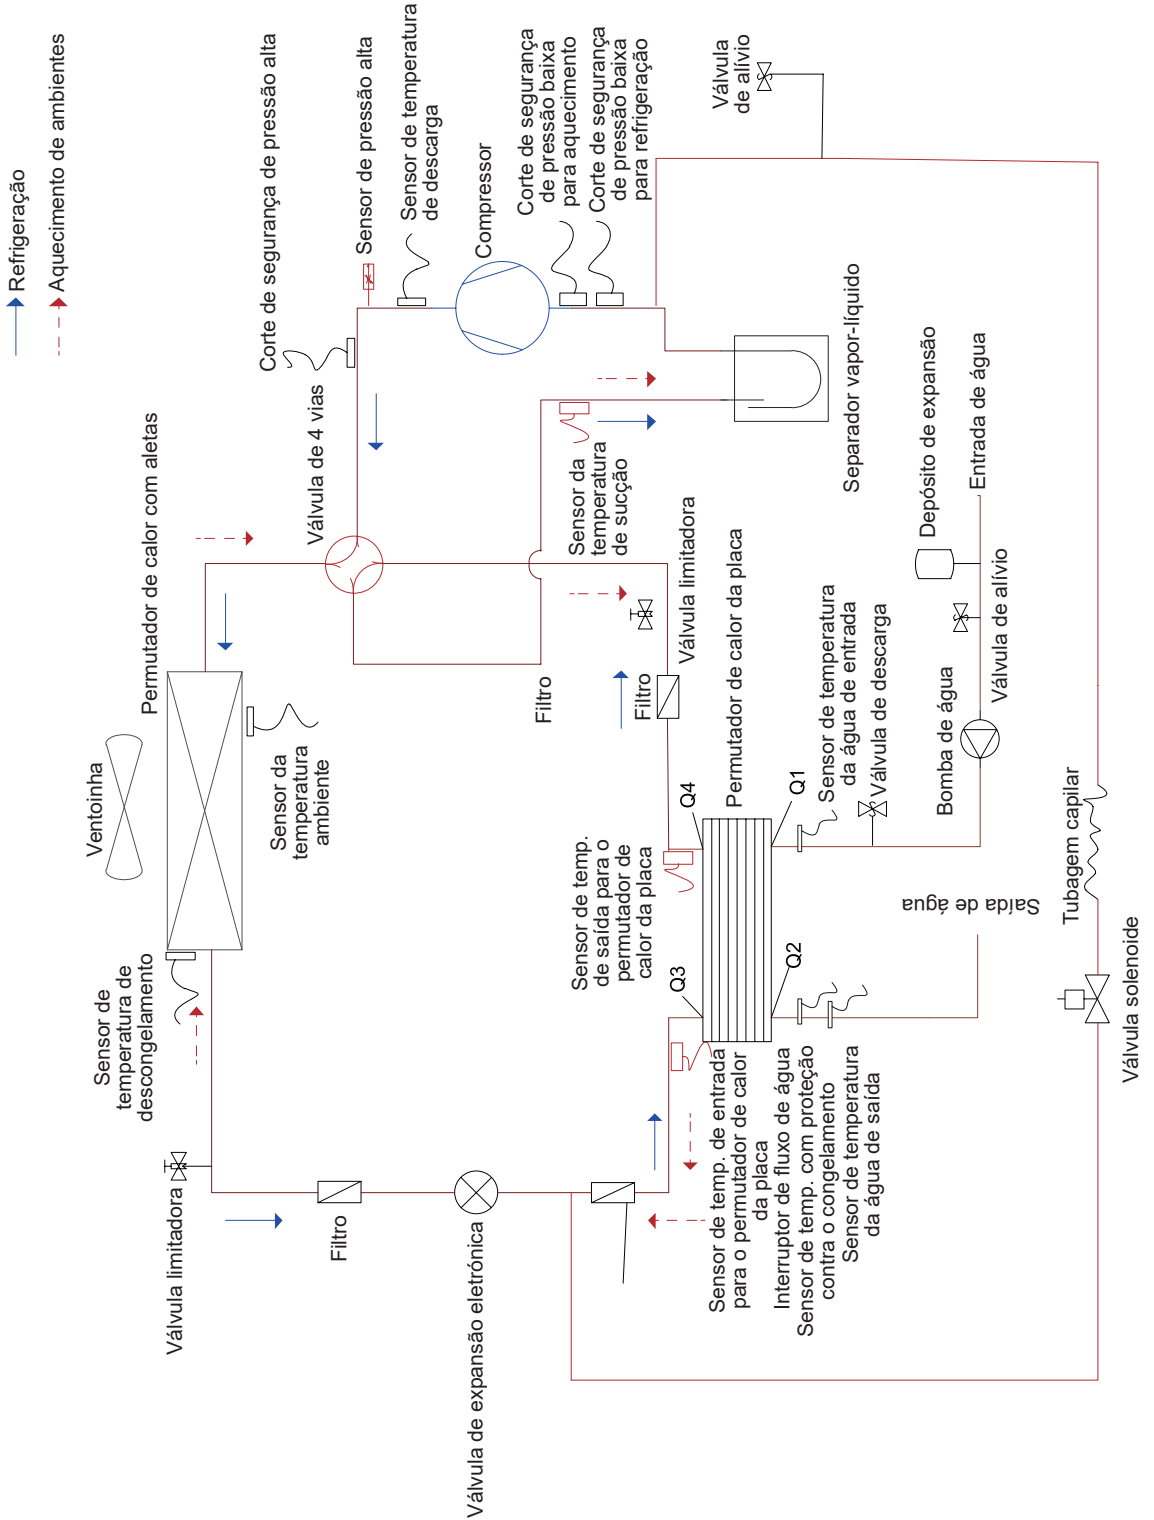 Refrigeração
Aquecimento de ambientes
Permutador de calor com aletas
Ventoinha
Sensor da
temperatura
ambiente
Sensor de
temperatura de
descongelamento
Válvula limitadora
Filtro
Válvula de expansão eletrónica
Válvula de 4 vias
Corte de segurança de pressão alta
Sensor de pressão alta
Sensor de temperatura
de descarga
Compressor
Corte de segurança
de pressão baixa
para aquecimento
Corte de segurança
de pressão baixa
para refrigeração
Válvula
de alívio
Separador vapor-líquido
Sensor da
temperatura
de sucção
Filtro
Válvula limitadora
Filtro
Permutador de calor da placa
Sensor de temp.
de saída para o
permutador de
calor da placa
Q4
Q1
Q3
Q2
Sensor de temperatura
da água de entrada
Válvula de descarga
Bomba de água
Válvula de alívio
Depósito de expansão
Entrada de água
Saída de água
Sensor de temp. de entrada
para o permutador de calor
da placa
Interruptor de fluxo de água
Sensor de temp. com proteção
contra o congelamento
Sensor de temperatura
da água de saída
Tubagem capilar
Válvula solenoide